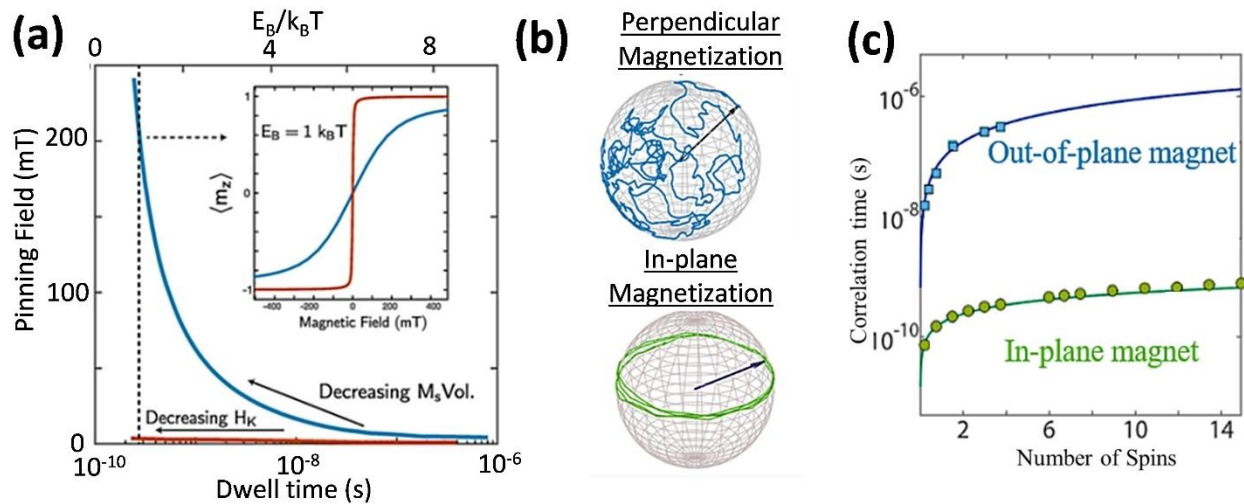 (a)
E_B/k_BT
0 4 8
Pinning Field (mT)
200
100
0
1
0
-1
⟨m_z⟩
E_B = 1 k_BT
-400 -200 0 200 400
Magnetic Field (mT)
Decreasing M_sVol.
Decreasing H_K
10^-10 10^-8 10^-6
Dwell time (s)
(b)
Perpendicular
Magnetization
In-plane
Magnetization
(c)
Correlation time (s)
10^-6
10^-8
10^-10
Out-of-plane magnet
In-plane magnet
2 6 10 14
Number of Spins